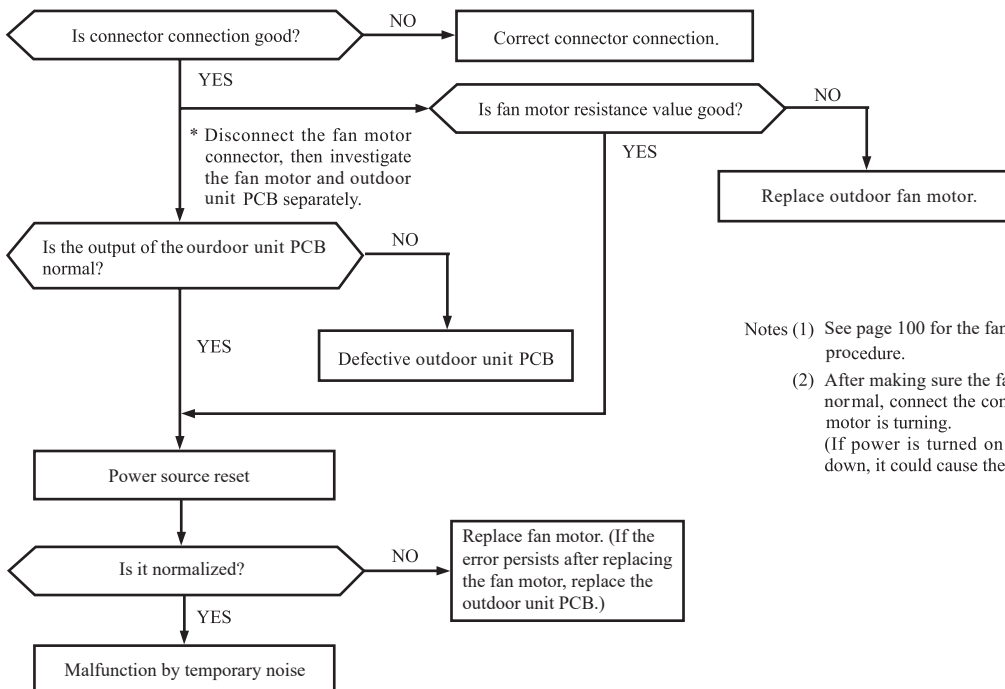 Is connector connection good?
NO
Correct connector connection.
YES
Is fan motor resistance value good?
NO
* Disconnect the fan motor
connector, then investigate
the fan motor and outdoor
unit PCB separately.
YES
Replace outdoor fan motor.
Is the output of the ourdoor unit PCB
normal?
NO
YES
Defective outdoor unit PCB
Notes (1) See page 100 for the fan
procedure.
(2) After making sure the
normal, connect the
motor is turning.
(If power is turned on
down, it could cause the
Power source reset
Is it normalized?
NO
Replace fan motor. (If the
error persists after replacing
the fan motor, replace the
outdoor unit PCB.)
YES
Malfunction by temporary noise